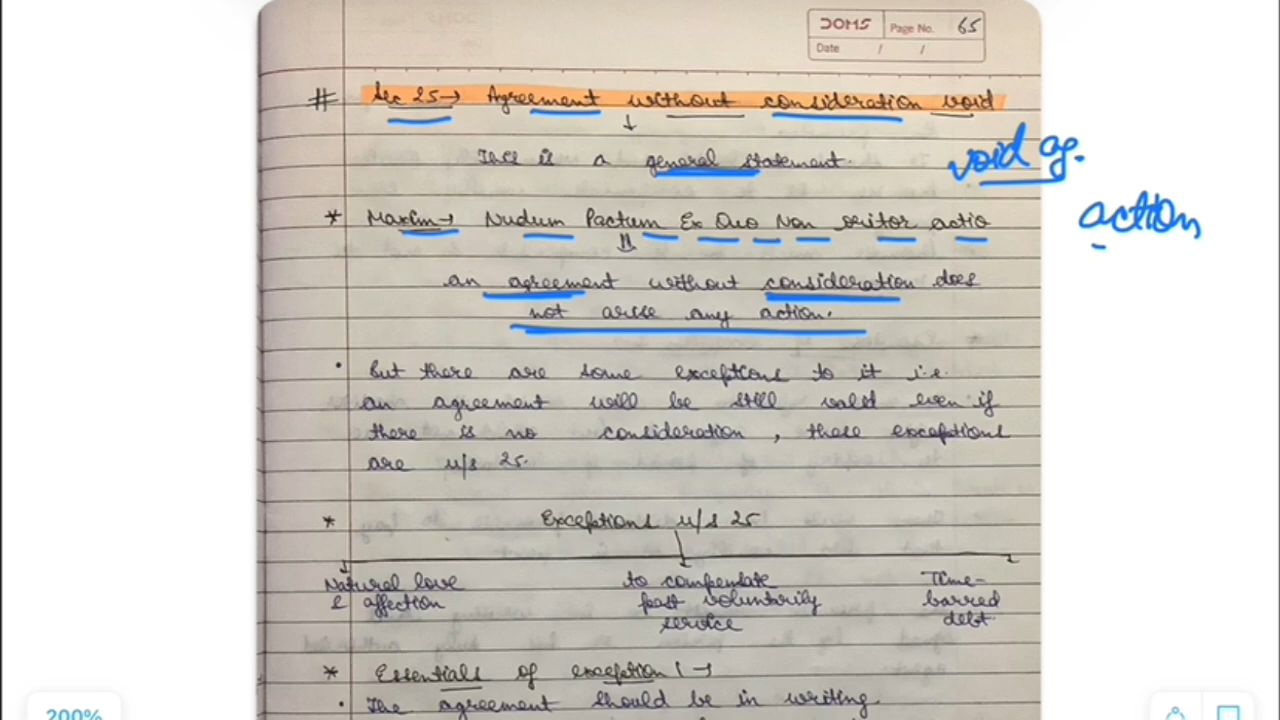 DOMS Page No. 65
Date / /
# Sec 25→ Agreement without consideration void
This is a general statement.
void ag.
* Maxim→ Nudum Pactum Ex Quo Non oritor actio
action
an agreement without consideration does
not arise any action.
• But there are some exceptions to it i.e.
an agreement will be still valid even if
there is no consideration, these exceptions
are u/s 25.
* Exceptions u/s 25
Natural love to compensate Time-
& affection past voluntarily barred
service debt
* Essentials of exception 1→
• The agreement should be in writing.
200%